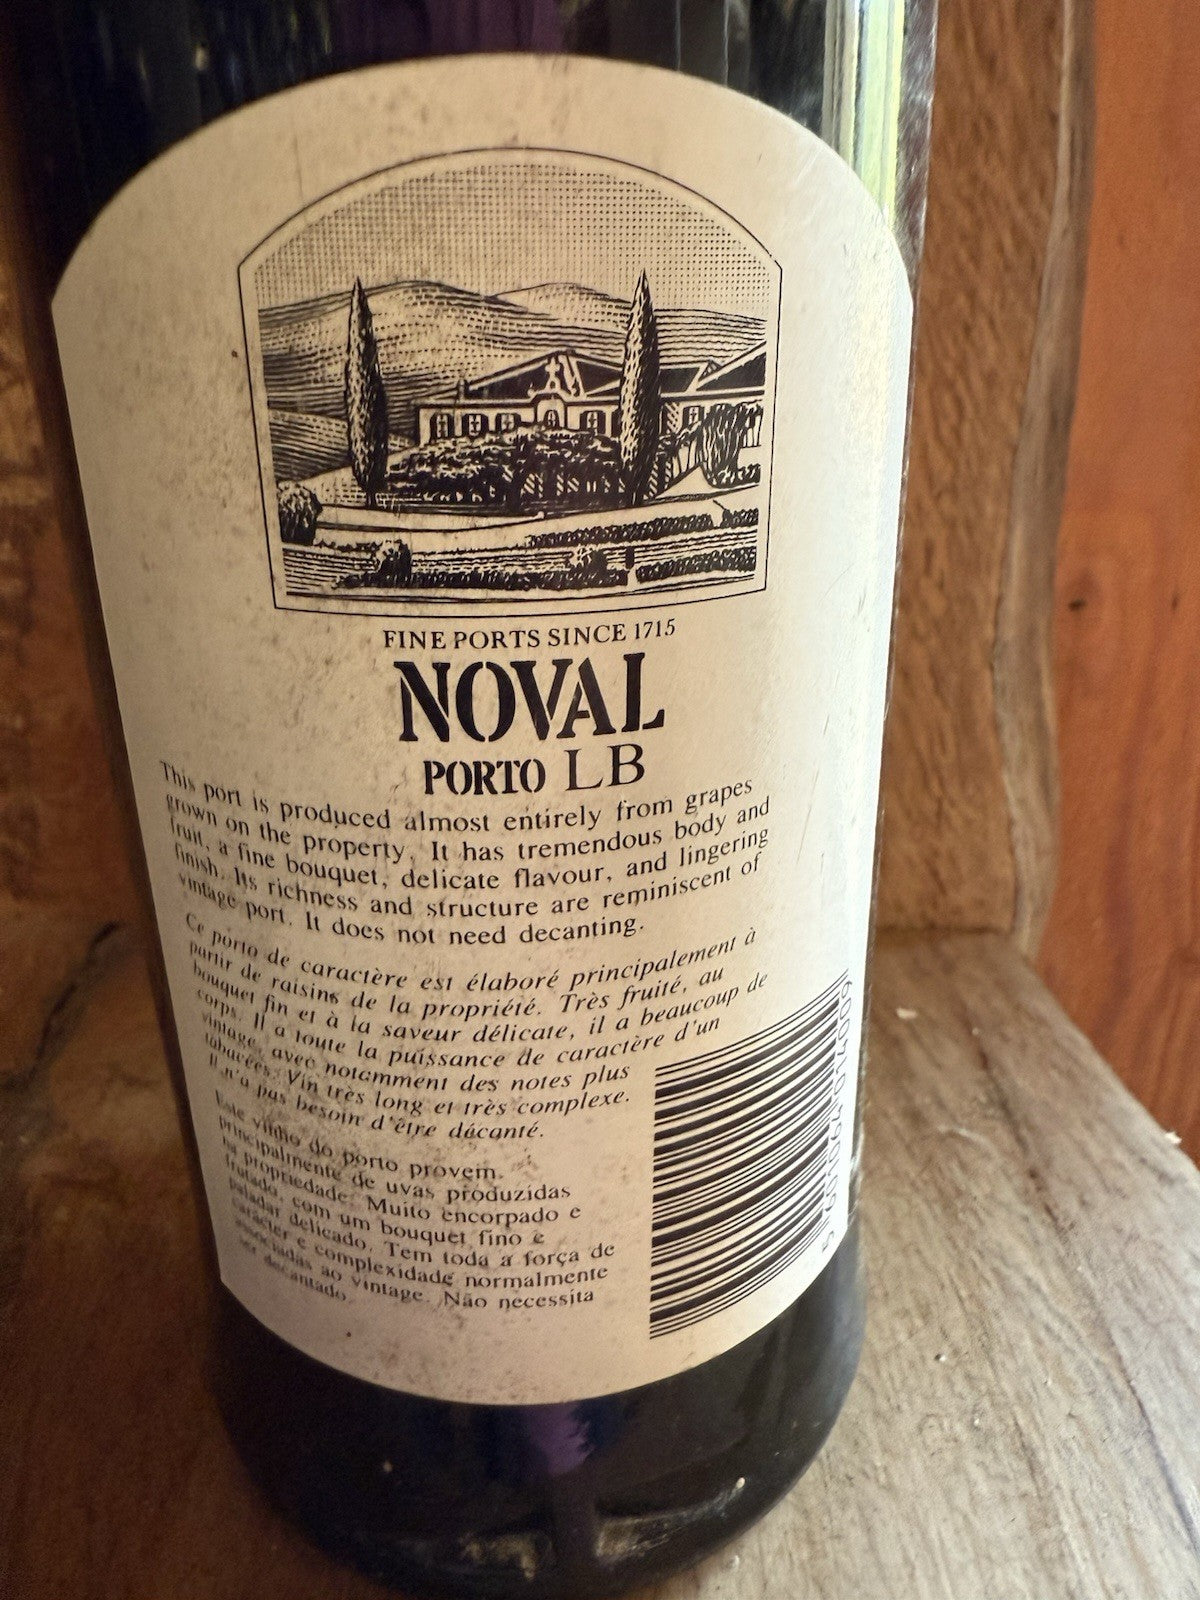 FINE PORTS SINCE 1715
NOVAL
PORTO LB
This port is produced almost entirely from grapes
grown on the property. It has tremendous body and
fruit, a fine bouquet, delicate flavour, and lingering
finish. Its richness and structure are reminiscent of
vintage port. It does not need decanting.
Ce porto de caractère est élaboré principalement à
partir de raisins de la propriété. Très fruité, au
bouquet fin et à la saveur délicate, il a beaucoup de
corps. Il a toute la puissance de caractère d'un
vintage, avec notamment des notes plus
tabacées. Vin très long et très complexe.
Il n'a pas besoin d'être décanté.
Este vinho do porto provem.
principalmente de uvas produzidas
na propriedade. Muito encorpado e
frutado, com um bouquet fino e
paladar delicado. Tem toda a força de
carácter e complexidade normalmente
associadas ao vintage. Não necessita
ser decantado.